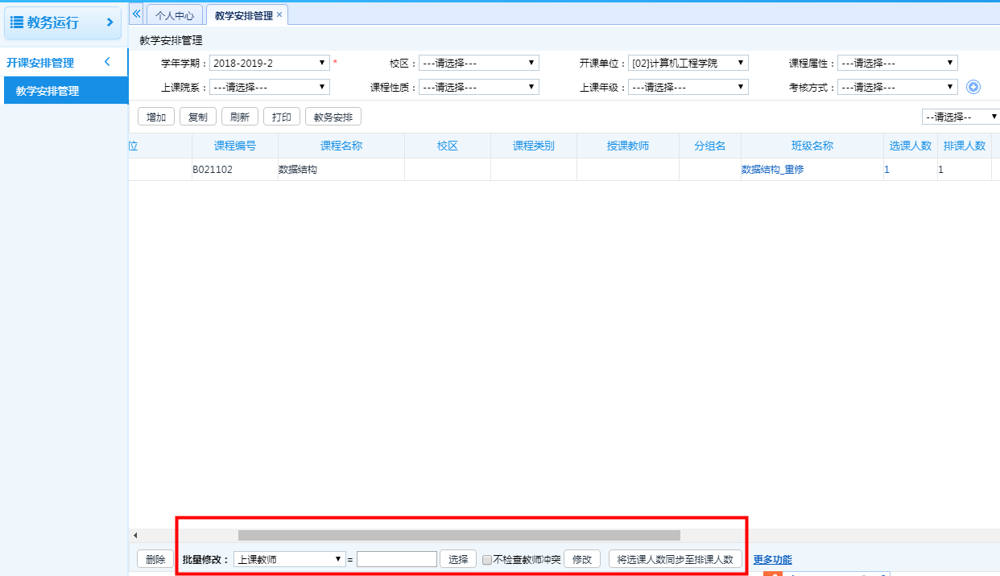 教务运行
个人中心 教学安排管理 ×
教学安排管理
开课安排管理
教学安排管理
学年学期： 2018-2019-2 * 校区： ---请选择--- 开课单位： [02]计算机工程学院 课程属性： ---请选择---
上课院系： ---请选择--- 课程性质： ---请选择--- 上课年级： ---请选择--- 考核方式： ---请选择---
增加 复制 刷新 打印 教务安排 --请选择--
位 课程编号 课程名称 校区 课程类别 授课教师 分组名 班级名称 选课人数 排课人数
B021102 数据结构 数据结构_重修 1 1
删除 批量修改： 上课教师 = 选择 不检查教师冲突 修改 将选课人数同步至排课人数 更多功能